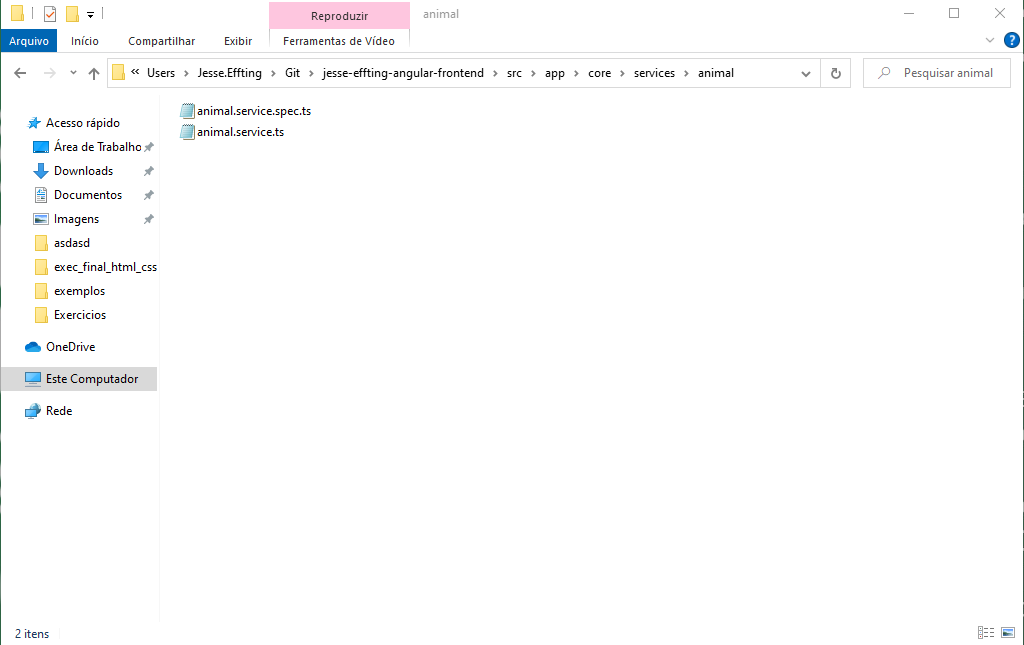 Reproduzir
animal
Arquivo Início Compartilhar Exibir Ferramentas de Vídeo ?
« Users › Jesse.Effting › Git › jesse-effting-angular-frontend › src › app › core › services › animal
Pesquisar animal
Acesso rápido
Área de Trabalho
Downloads
Documentos
Imagens
asdasd
exec_final_html_css
exemplos
Exercicios
OneDrive
Este Computador
Rede
animal.service.spec.ts
animal.service.ts
2 itens